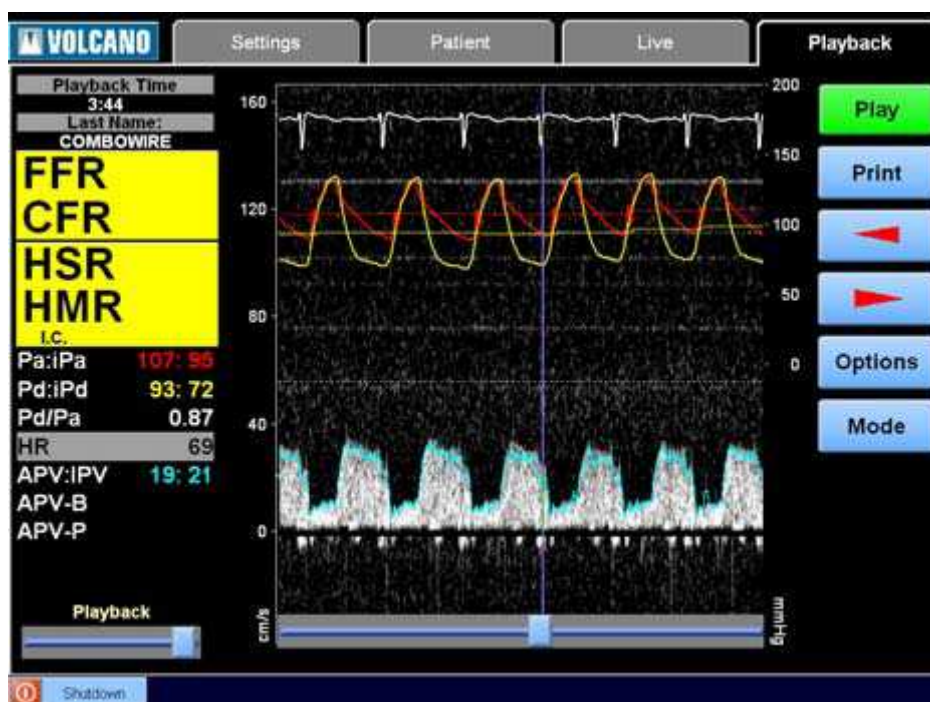 VOLCANO
Settings
Patient
Live
Playback
Playback Time
3:44
Last Name:
COMBOWIRE
FFR
CFR
HSR
HMR
I.C.
Pa:iPa 107: 95
Pd:iPd 93: 72
Pd/Pa 0.87
HR 69
APV:IPV 19: 21
APV-B
APV-P
Playback
160
120
80
40
0
cm/s
200
150
100
50
0
mmHg
Play
Print
Options
Mode
Shutdown